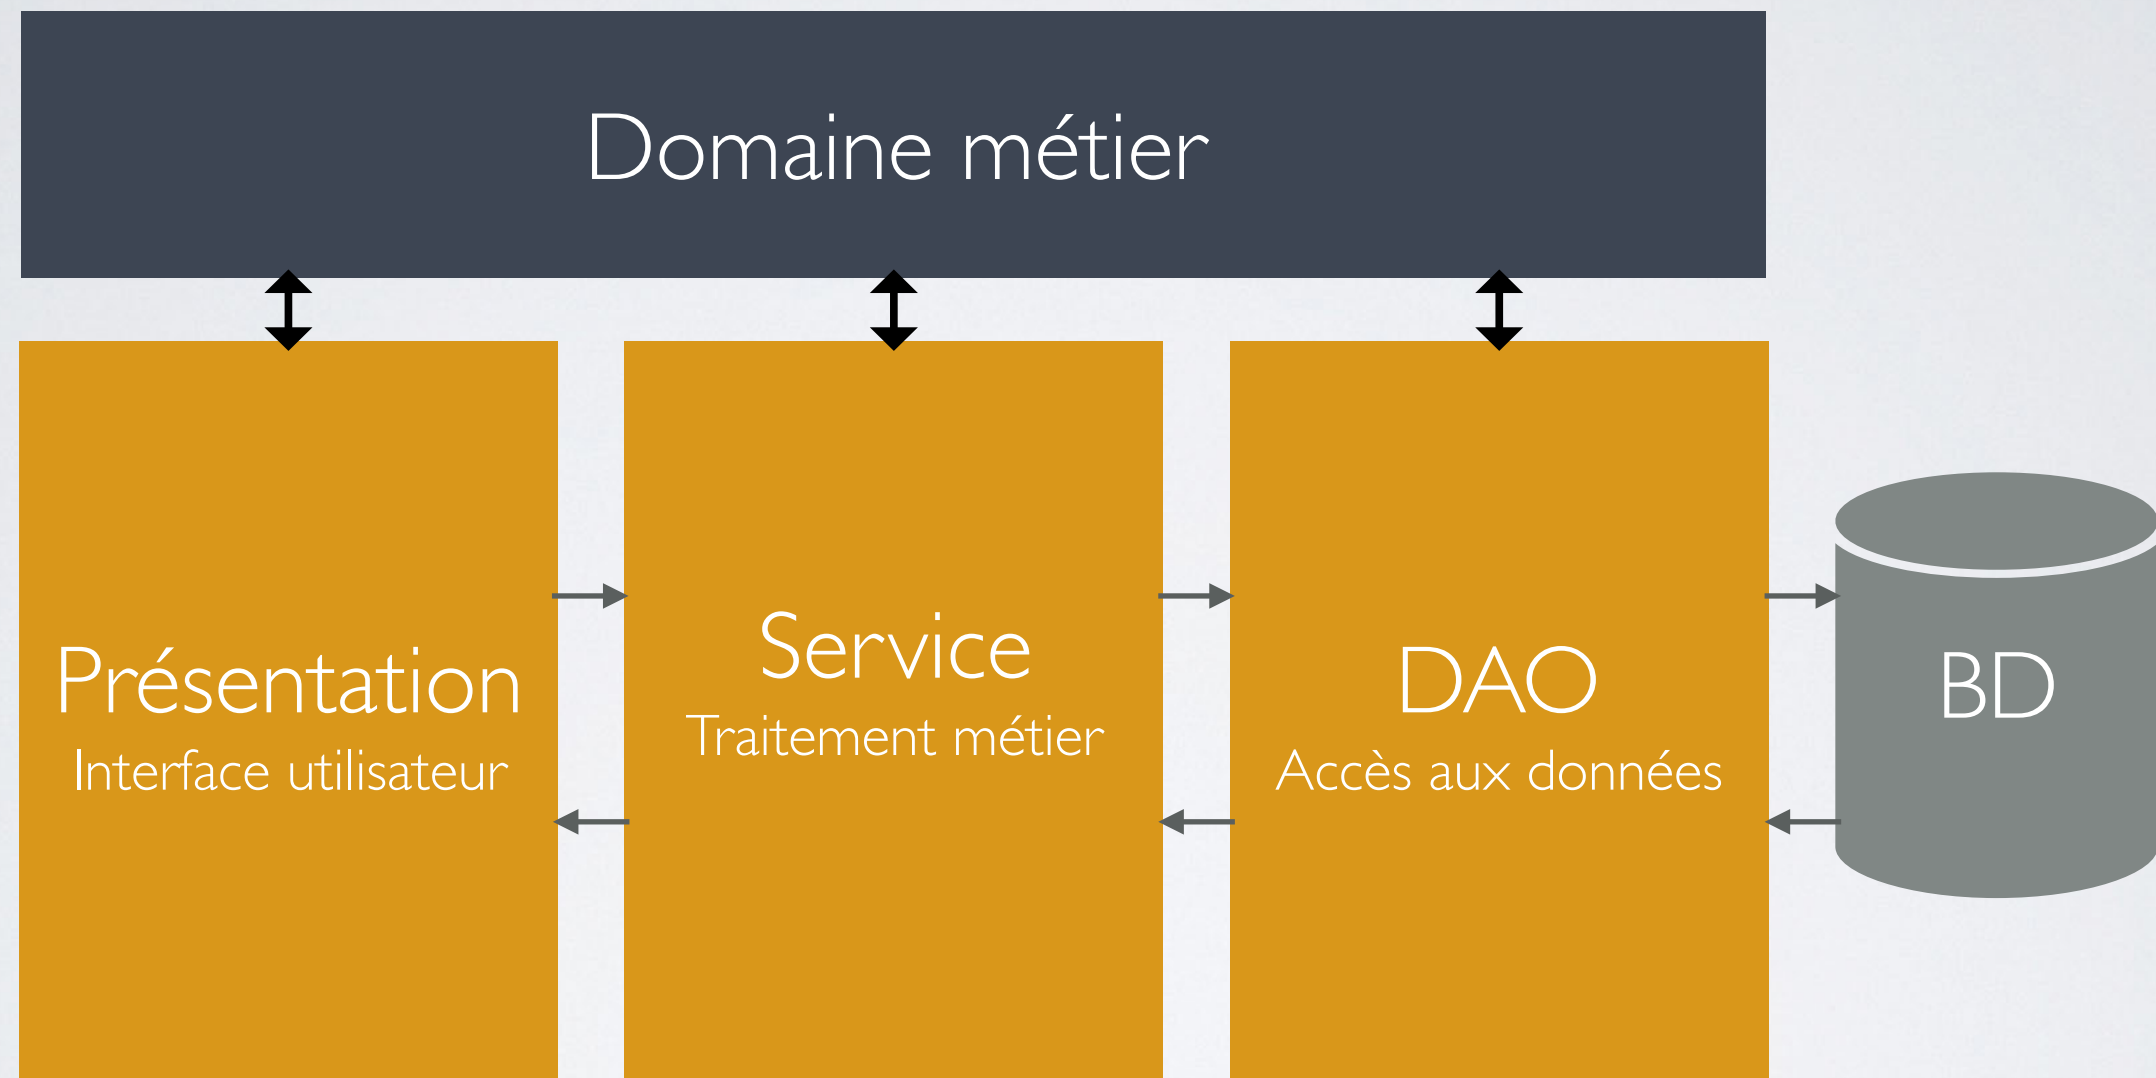 Domaine métier
Présentation
Interface utilisateur
Service
Traitement métier
DAO
Accès aux données
BD